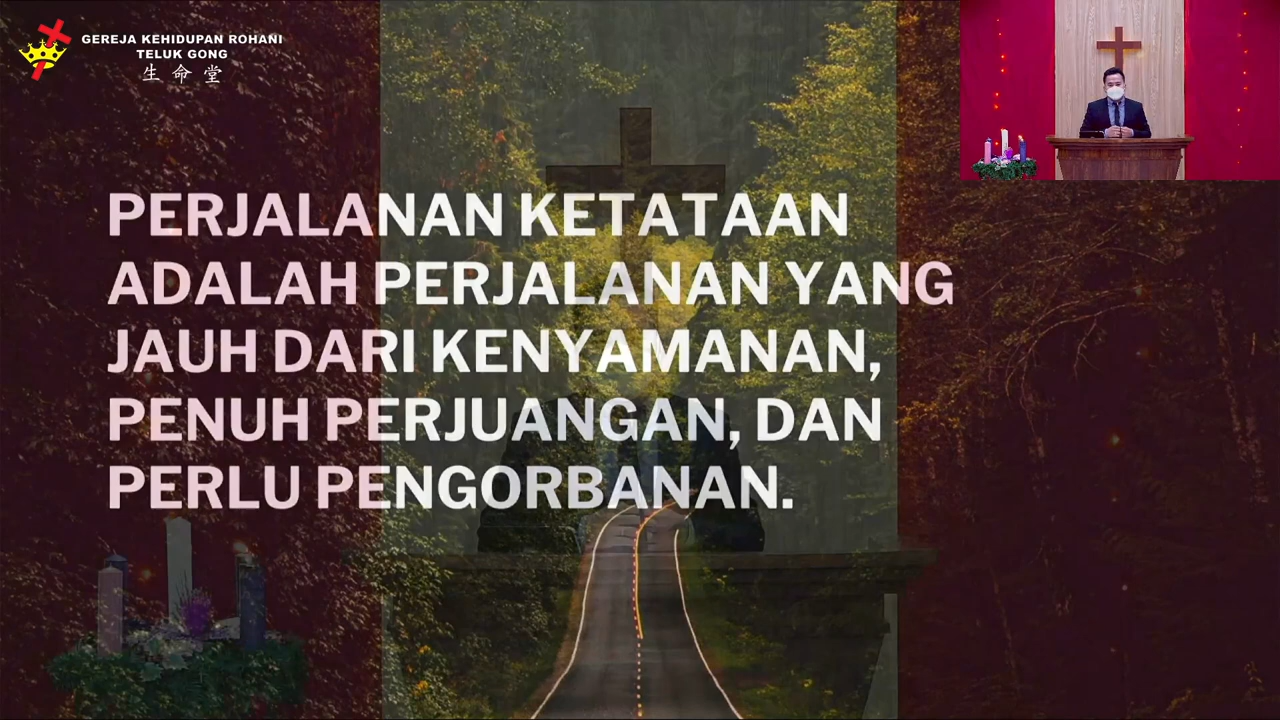 GEREJA KEHIDUPAN ROHANI
TELUK GONG
生命堂
PERJALANAN KETATAAN
ADALAH PERJALANAN YANG
JAUH DARI KENYAMANAN,
PENUH PERJUANGAN, DAN
PERLU PENGORBANAN.